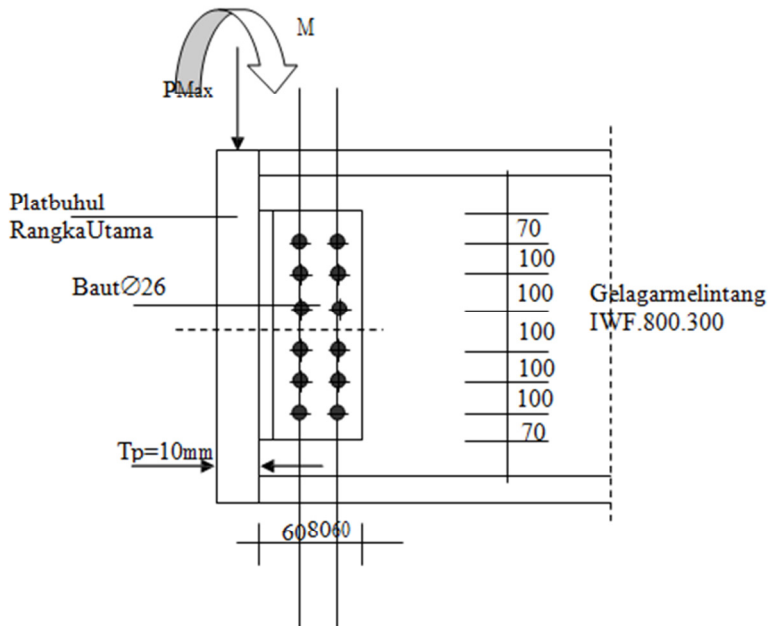 M
PMax
Platbuhul
RangkaUtama
70
100
Baut∅26
100
Gelagarmelintang
IWF.800.300
100
100
100
70
Tp=10mm
608060